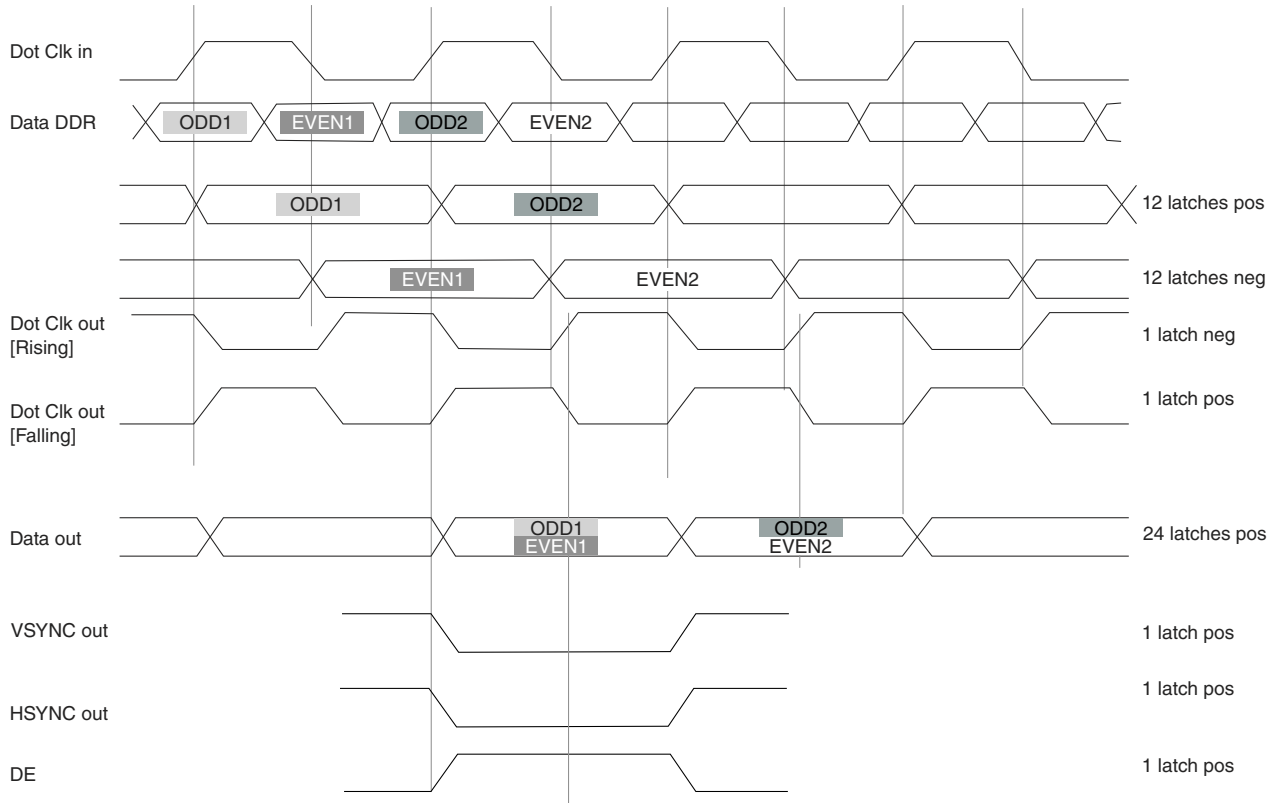 Dot Clk in
Data DDR
ODD1
EVEN1
ODD2
EVEN2
ODD1
ODD2
12 latches pos
EVEN1
EVEN2
12 latches neg
Dot Clk out
[Rising]
1 latch neg
Dot Clk out
[Falling]
1 latch pos
Data out
ODD1
EVEN1
ODD2
EVEN2
24 latches pos
VSYNC out
1 latch pos
HSYNC out
1 latch pos
DE
1 latch pos